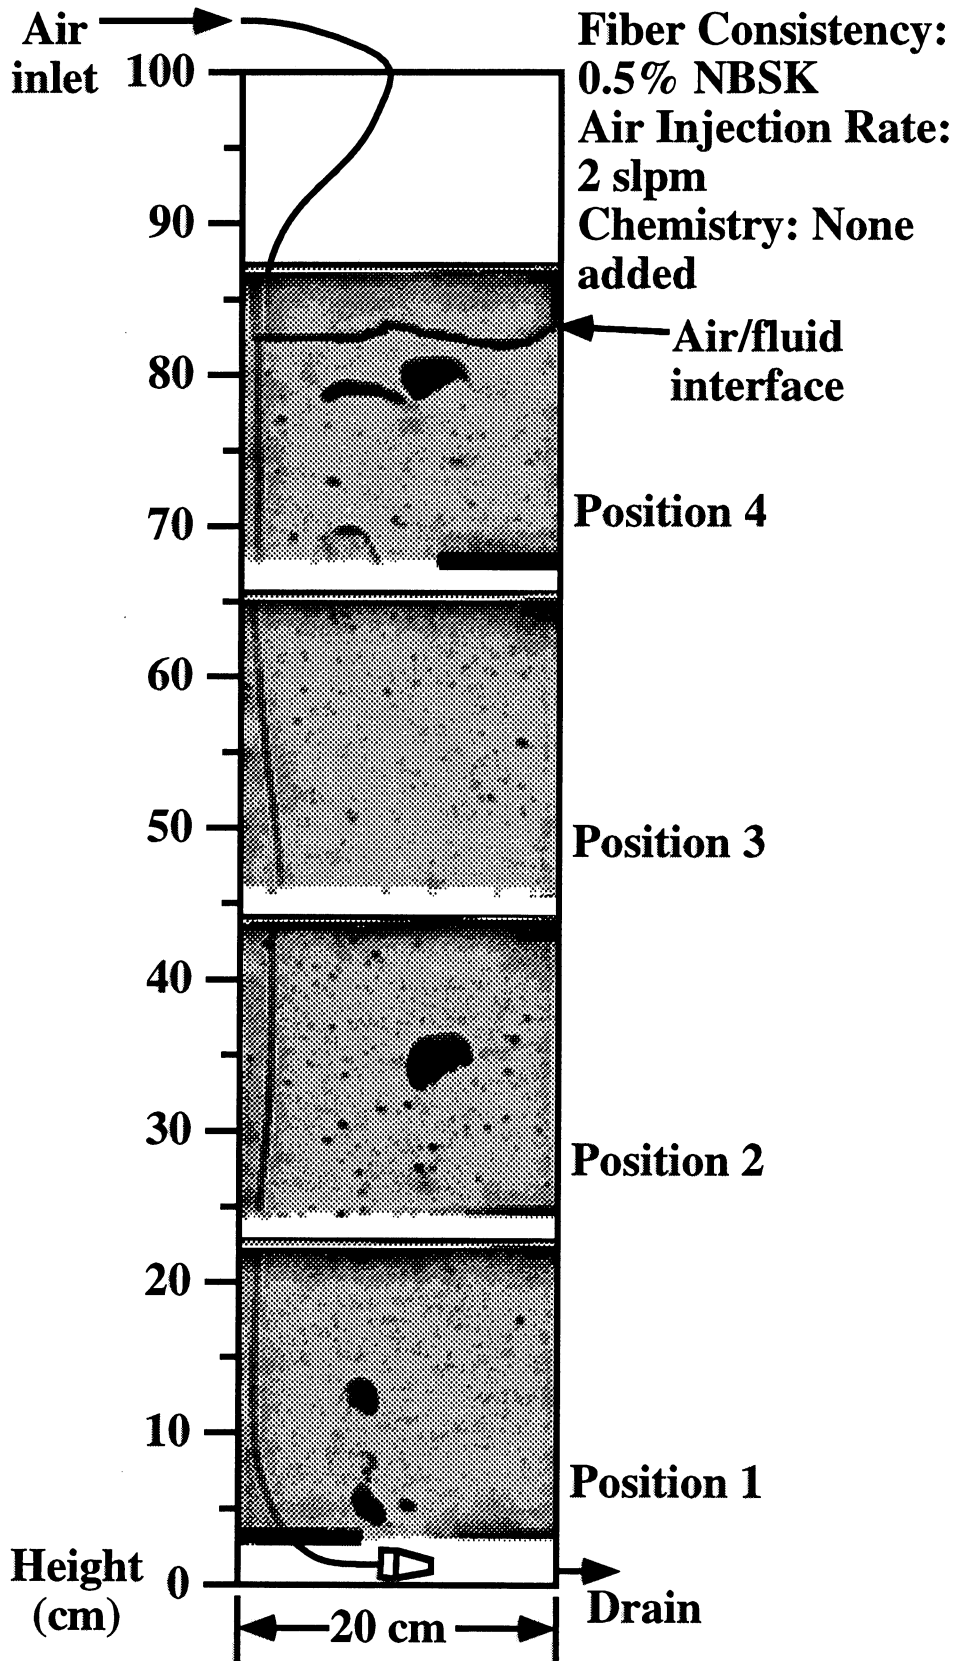 Air
inlet
Fiber Consistency:
0.5% NBSK
Air Injection Rate:
2 slpm
Chemistry: None
added
100
90
Air/fluid
interface
80
Position 4
70
60
50
Position 3
40
30
Position 2
20
10
Position 1
Height
(cm)
0
Drain
20 cm